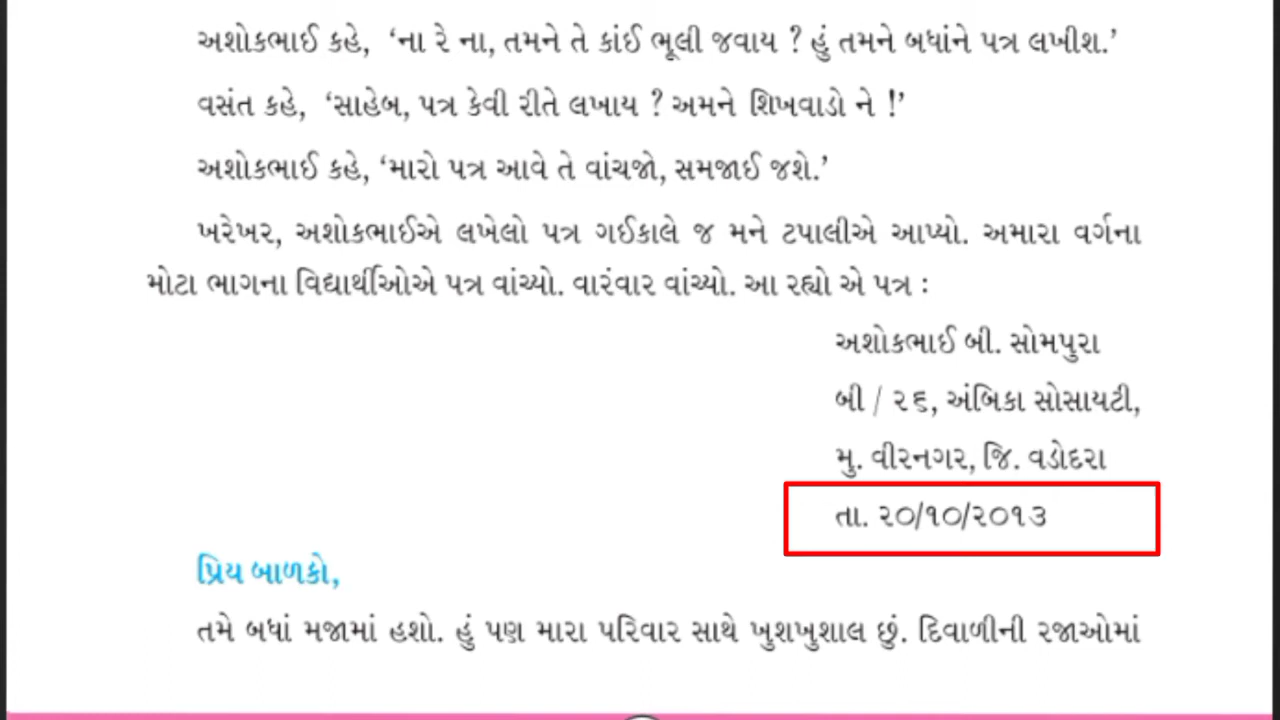 અશોકભાઈ કહે, ‘ના રે ના, તમને તે કાંઈ ભૂલી જવાય ? હું તમને બધાંને પત્ર લખીશ.’
વસંત કહે, ‘સાહેબ, પત્ર કેવી રીતે લખાય ? અમને શિખવાડો ને !’
અશોકભાઈ કહે, ‘મારો પત્ર આવે તે વાંચજો, સમજાઈ જશે.’
ખરેખર, અશોકભાઈએ લખેલો પત્ર ગઈકાલે જ મને ટપાલીએ આપ્યો. અમારા વર્ગના
મોટા ભાગના વિદ્યાર્થીઓએ પત્ર વાંચ્યો. વારંવાર વાંચ્યો. આ રહ્યો એ પત્ર :
અશોકભાઈ બી. સોમપુરા
બી / ૨૬, અંબિકા સોસાયટી,
મુ. વીરનગર, જિ. વડોદરા
તા. ૨૦/૧૦/૨૦૧૩
પ્રિય બાળકો,
તમે બધાં મજામાં હશો. હું પણ મારા પરિવાર સાથે ખુશખુશાલ છું. દિવાળીની રજાઓમાં